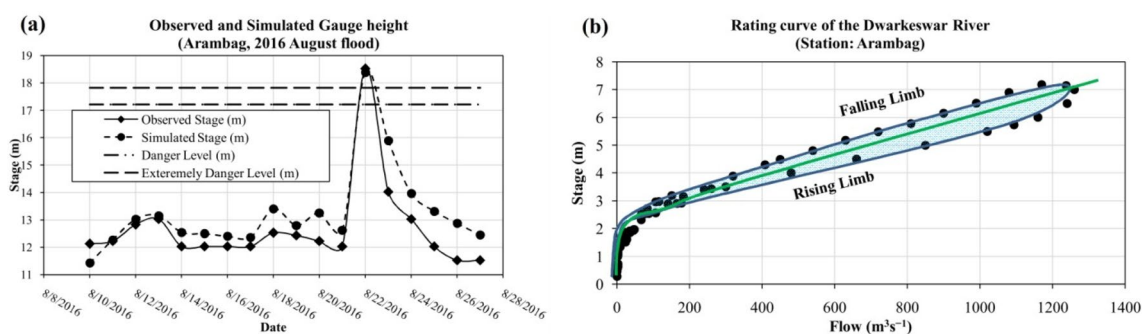 (a)
Observed and Simulated Gauge height
(Arambag, 2016 August flood)
19
18
17
16
15
14
13
12
11
Stage (m)
Observed Stage (m)
Simulated Stage (m)
Danger Level (m)
Exteremely Danger Level (m)
8/8/2016
8/10/2016
8/12/2016
8/14/2016
8/16/2016
8/18/2016
8/20/2016
8/22/2016
8/24/2016
8/26/2016
8/28/2016
Date
(b)
Rating curve of the Dwarkeswar River
(Station: Arambag)
8
7
6
5
4
3
2
1
0
Stage (m)
Falling Limb
Rising Limb
0 200 400 600 800 1000 1200 1400
Flow (m³s⁻¹)